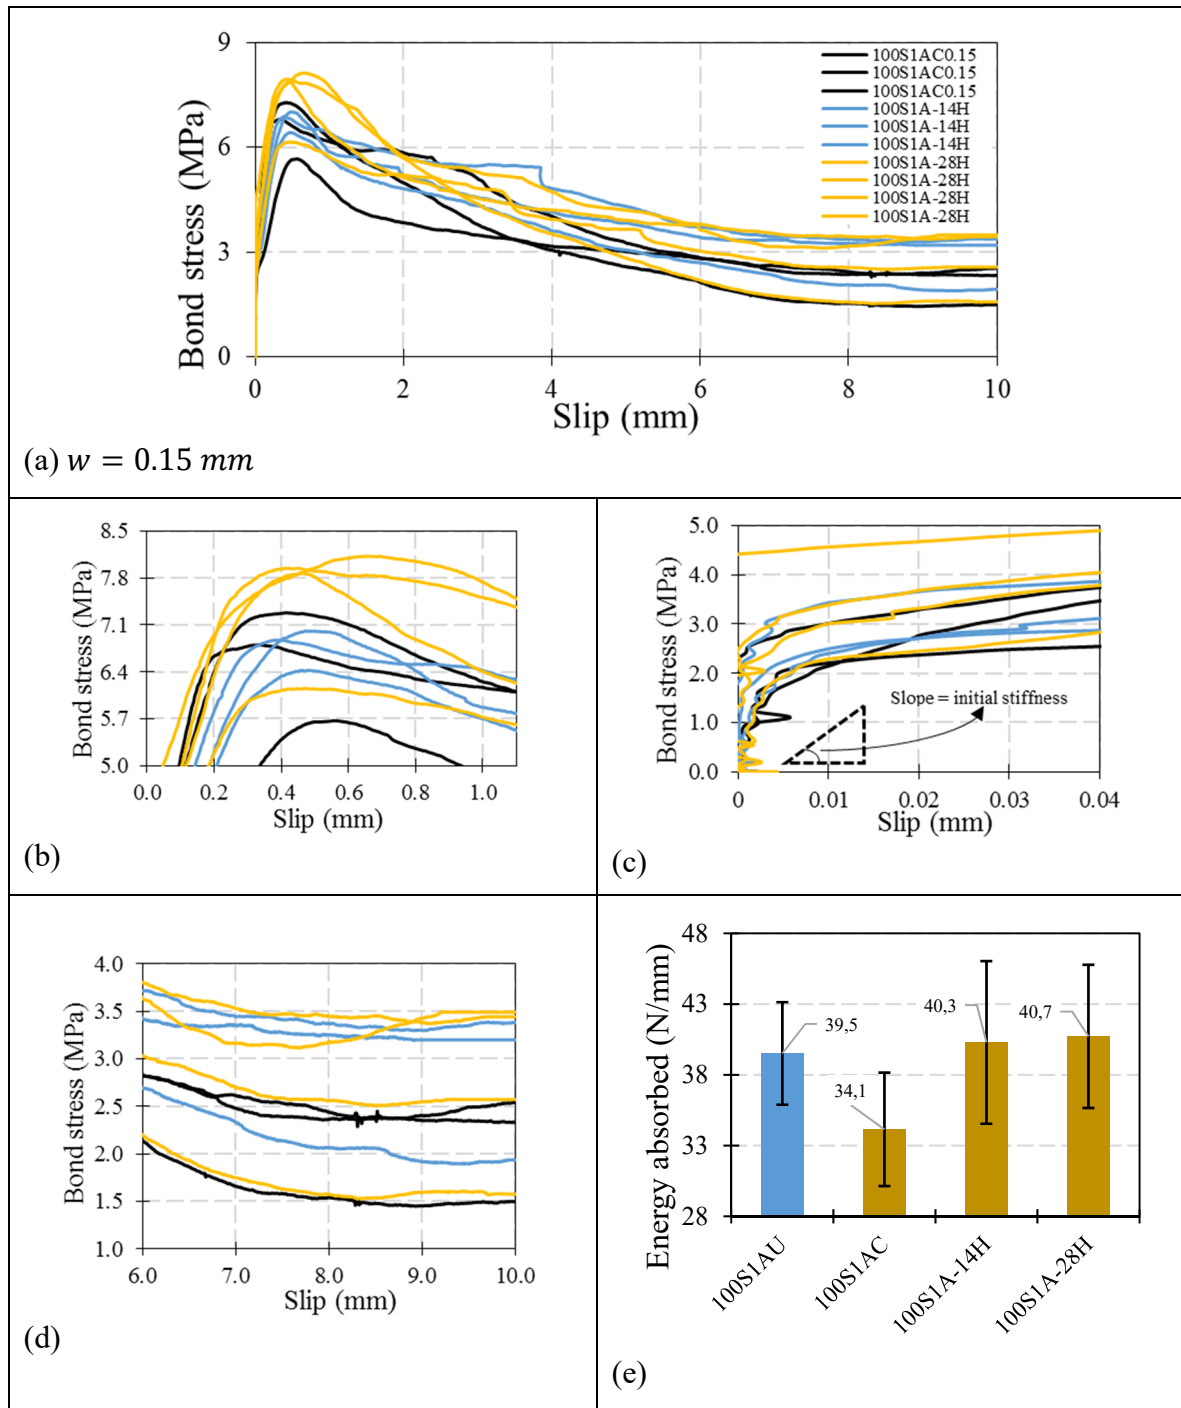 9
6
3
0
Bond stress (MPa)
100S1AC0.15
100S1AC0.15
100S1AC0.15
100S1A-14H
100S1A-14H
100S1A-14H
100S1A-28H
100S1A-28H
100S1A-28H
100S1A-28H
0 2 4 6 8 10
Slip (mm)
(a) w = 0.15 mm
8.5
7.8
7.1
6.4
5.7
5.0
Bond stress (MPa)
0.0 0.2 0.4 0.6 0.8 1.0
Slip (mm)
(b)
5.0
4.0
3.0
2.0
1.0
0.0
Bond stress (MPa)
Slope = initial stiffness
0 0.01 0.02 0.03 0.04
Slip (mm)
(c)
4.0
3.5
3.0
2.5
2.0
1.5
1.0
Bond stress (MPa)
6.0 7.0 8.0 9.0 10.0
Slip (mm)
(d)
48
43
38
33
28
Energy absorbed (N/mm)
39,5
34,1
40,3
40,7
100S1AU
100S1AC
100S1A-14H
100S1A-28H
(e)